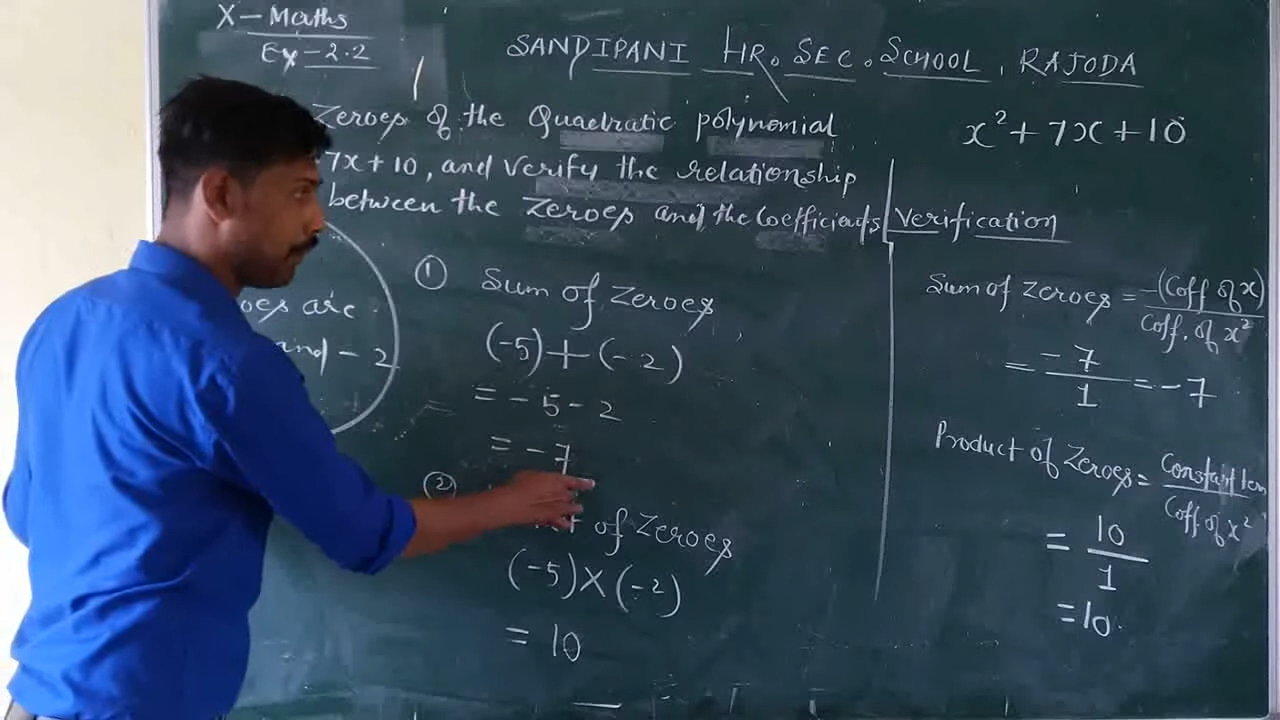 X - Maths
Ex - 2.2
SANDIPANI HR. SEC. SCHOOL, RAJODA
Zeroes of the Quadratic polynomial
7x + 10, and verify the relationship
between the Zeroes and the Coefficients
x² + 7x + 10
are
and - 2
① Sum of Zeroes
(-5) + (-2)
= - 5 - 2
= - 7
②
of Zeroes
(-5) X (-2)
= 10
Verification
Sum of Zeroes = -(Coff of x) / Coff. of x²
= -7 / 1 = -7
Product of Zeroes = Constant / Coff of x²
= 10 / 1
= 10